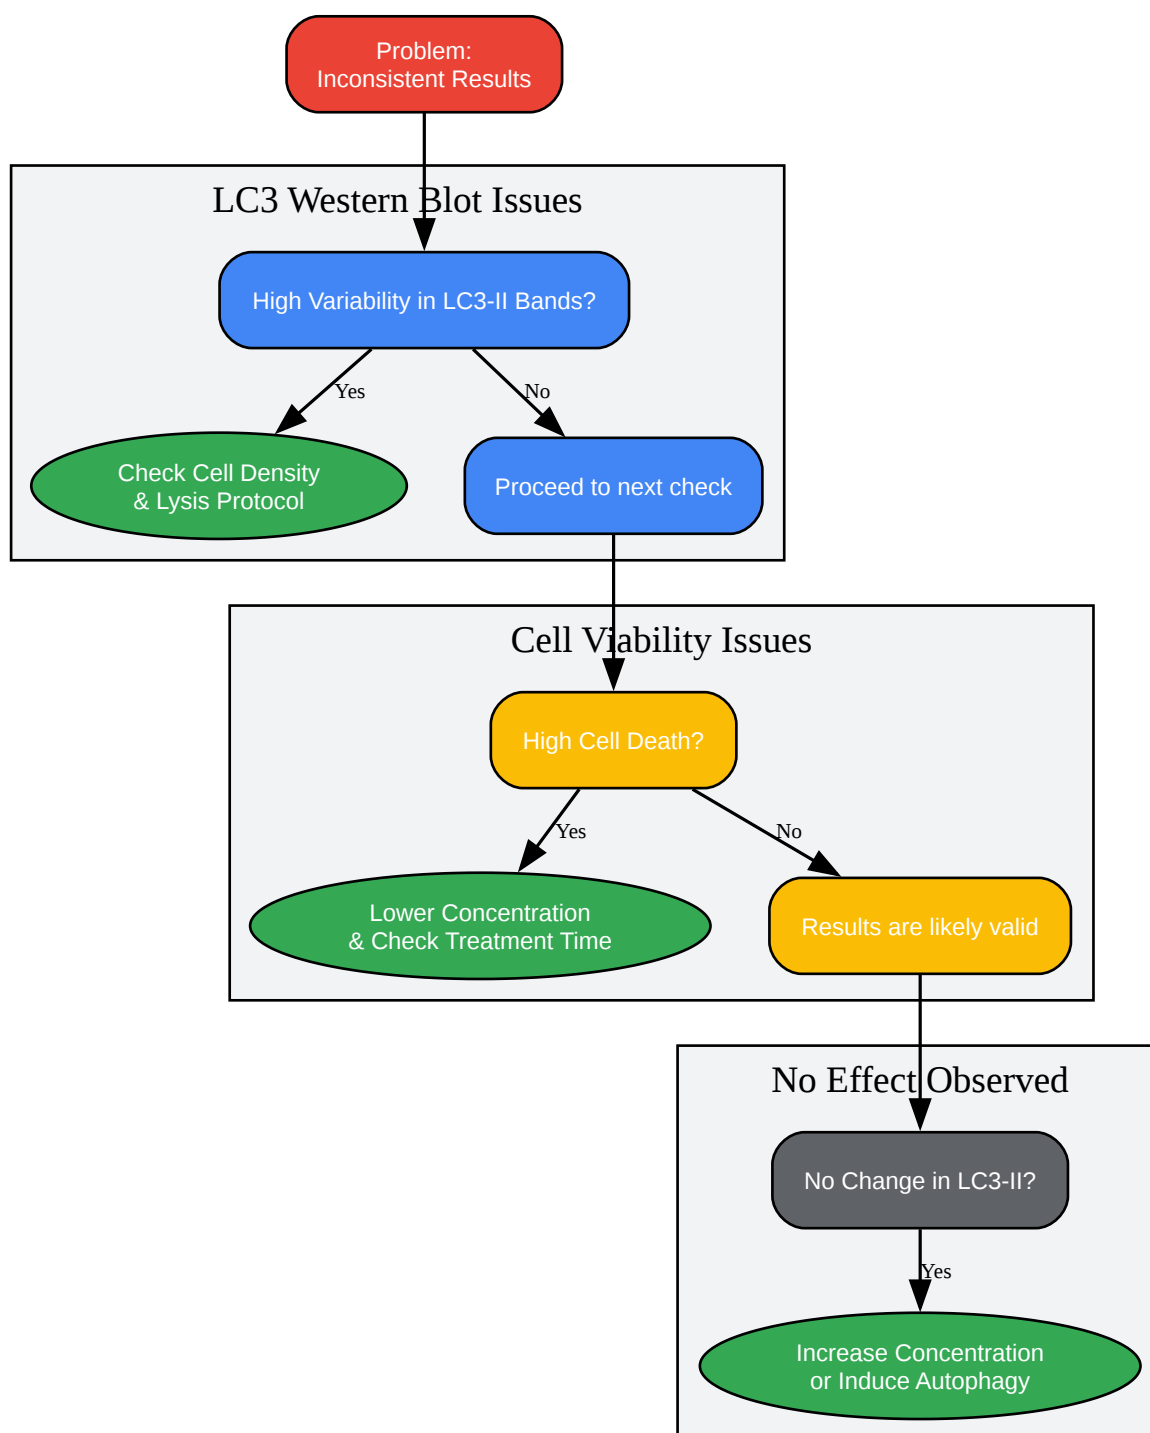 Problem:
Inconsistent Results
LC3 Western Blot Issues
High Variability in LC3-II Bands?
Yes
No
Check Cell Density
& Lysis Protocol
Proceed to next check
Cell Viability Issues
High Cell Death?
Yes
No
Lower Concentration
& Check Treatment Time
Results are likely valid
No Effect Observed
No Change in LC3-II?
Yes
Increase Concentration
or Induce Autophagy